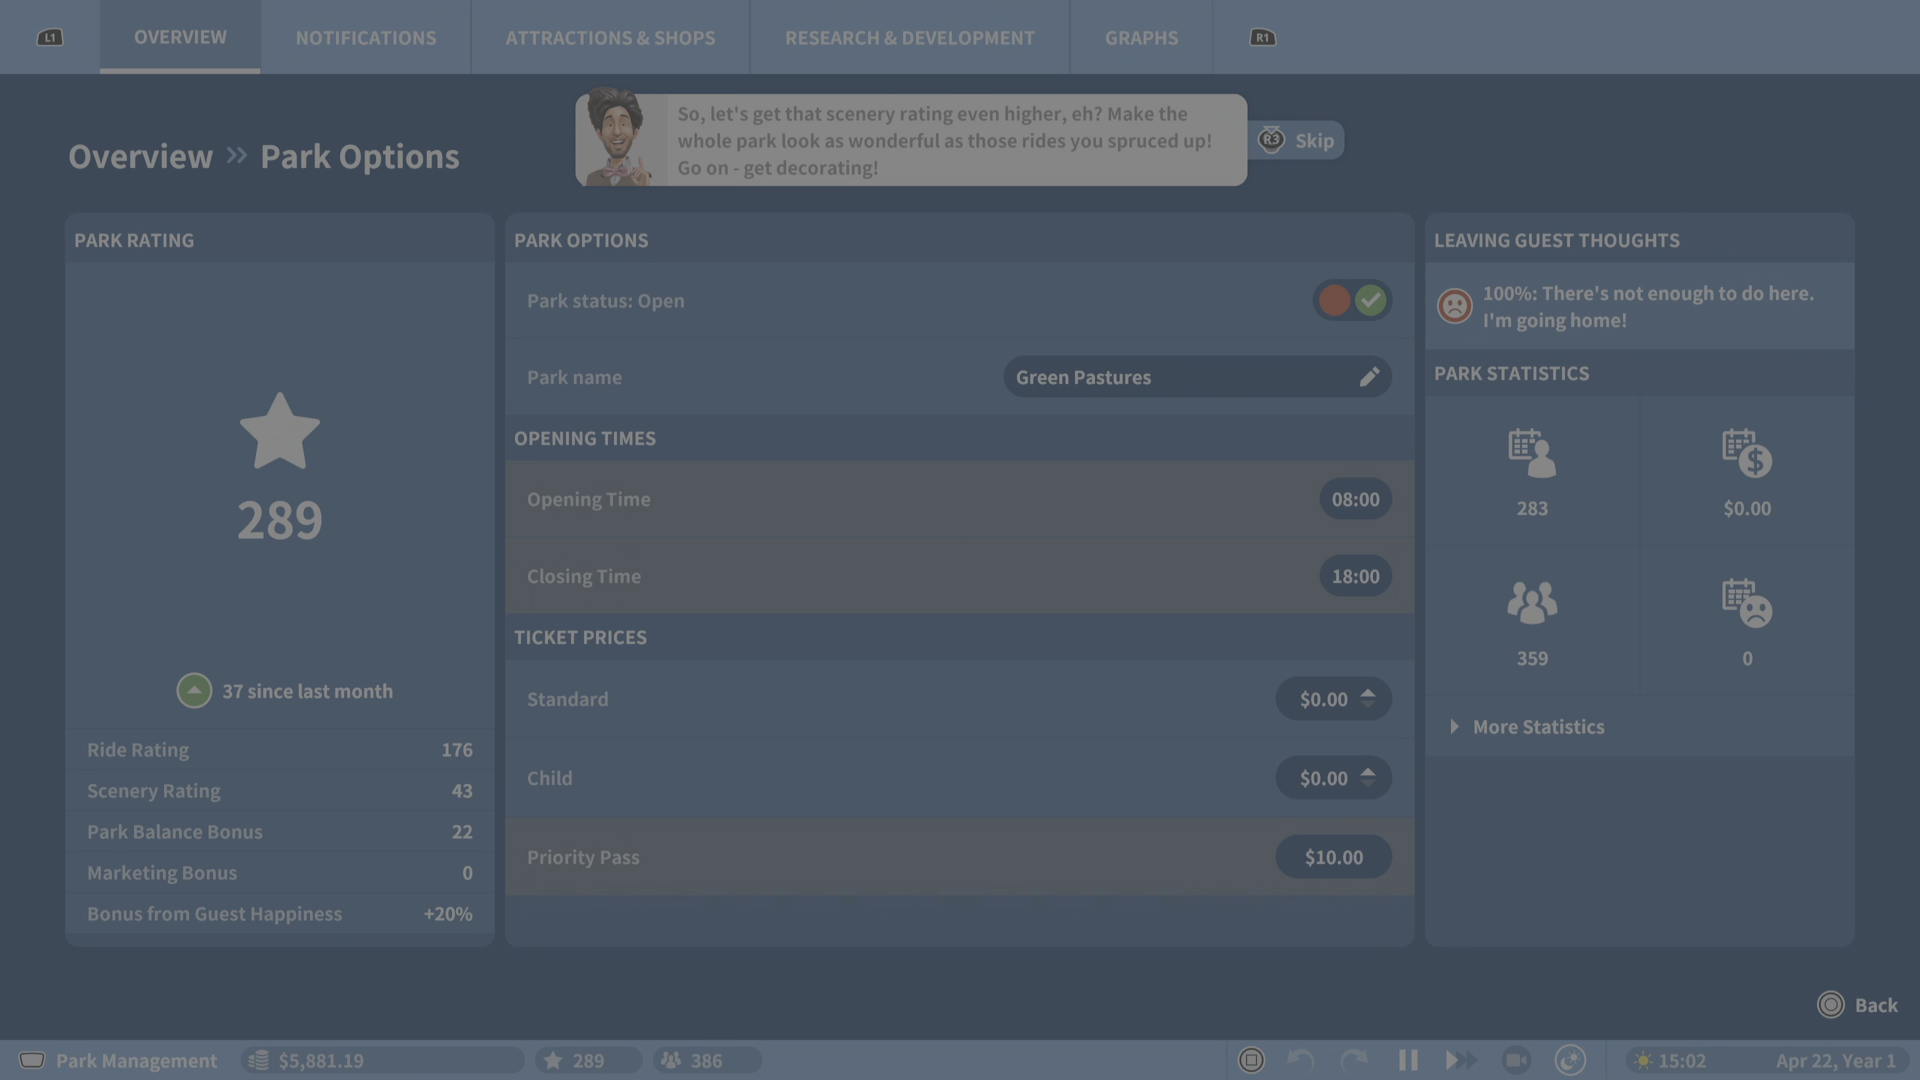 L1
OVERVIEW
NOTIFICATIONS
ATTRACTIONS & SHOPS
RESEARCH & DEVELOPMENT
GRAPHS
R1
Overview » Park Options
So, let's get that scenery rating even higher, eh? Make the
whole park look as wonderful as those rides you spruced up!
Go on - get decorating!
R3 Skip
PARK RATING
289
37 since last month
Ride Rating 176
Scenery Rating 43
Park Balance Bonus 22
Marketing Bonus 0
Bonus from Guest Happiness +20%
PARK OPTIONS
Park status: Open
Park name Green Pastures
OPENING TIMES
Opening Time 08:00
Closing Time 18:00
TICKET PRICES
Standard $0.00
Child $0.00
Priority Pass $10.00
LEAVING GUEST THOUGHTS
100%: There's not enough to do here.
I'm going home!
PARK STATISTICS
283 $0.00
359 0
More Statistics
Back
Park Management $5,881.19 289 386 15:02 Apr 22, Year 1